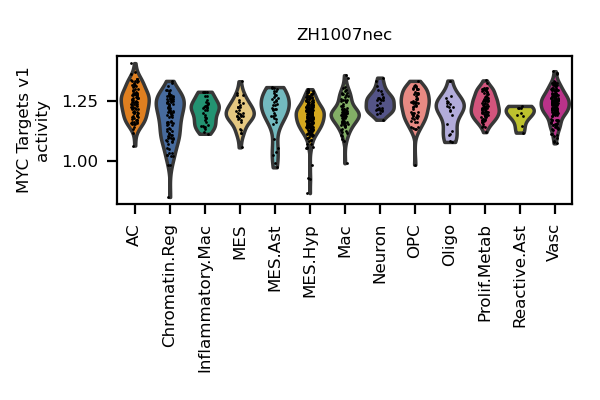 ZH1007nec
MYC Targets v1
activity
1.25
1.00
AC
Chromatin.Reg
Inflammatory.Mac
MES
MES.Ast
MES.Hyp
Mac
Neuron
OPC
Oligo
Prolif.Metab
Reactive.Ast
Vasc